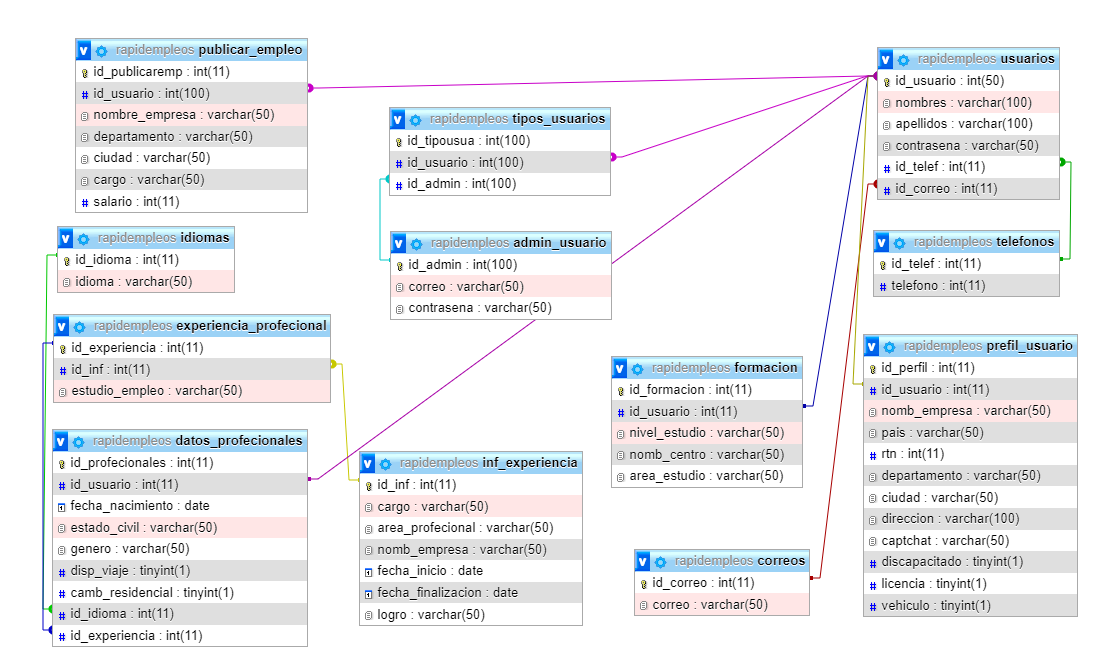 v rapidempleos publicar_empleo
id_publicaremp : int(11)
# id_usuario : int(100)
nombre_empresa : varchar(50)
departamento : varchar(50)
ciudad : varchar(50)
cargo : varchar(50)
# salario : int(11)
v rapidempleos tipos_usuarios
id_tipousua : int(100)
# id_usuario : int(100)
# id_admin : int(100)
v rapidempleos usuarios
id_usuario : int(50)
nombres : varchar(100)
apellidos : varchar(100)
contrasena : varchar(50)
# id_telef : int(11)
# id_correo : int(11)
v rapidempleos idiomas
id_idioma : int(11)
idioma : varchar(50)
v rapidempleos admin_usuario
id_admin : int(100)
correo : varchar(50)
contrasena : varchar(50)
v rapidempleos telefonos
id_telef : int(11)
# telefono : int(11)
v rapidempleos experiencia_profecional
id_experiencia : int(11)
# id_inf : int(11)
estudio_empleo : varchar(50)
v rapidempleos formacion
id_formacion : int(11)
# id_usuario : int(11)
nivel_estudio : varchar(50)
nomb_centro : varchar(50)
area_estudio : varchar(50)
v rapidempleos prefil_usuario
id_perfil : int(11)
# id_usuario : int(11)
nomb_empresa : varchar(50)
pais : varchar(50)
# rtn : int(11)
departamento : varchar(50)
ciudad : varchar(50)
direccion : varchar(100)
captchat : varchar(50)
# discapacitado : tinyint(1)
# licencia : tinyint(1)
# vehiculo : tinyint(1)
v rapidempleos datos_profecionales
id_profecionales : int(11)
# id_usuario : int(11)
fecha_nacimiento : date
estado_civil : varchar(50)
genero : varchar(50)
# disp_viaje : tinyint(1)
# camb_residencial : tinyint(1)
# id_idioma : int(11)
# id_experiencia : int(11)
v rapidempleos inf_experiencia
id_inf : int(11)
cargo : varchar(50)
area_profecional : varchar(50)
nomb_empresa : varchar(50)
fecha_inicio : date
fecha_finalizacion : date
logro : varchar(50)
v rapidempleos correos
id_correo : int(11)
correo : varchar(50)